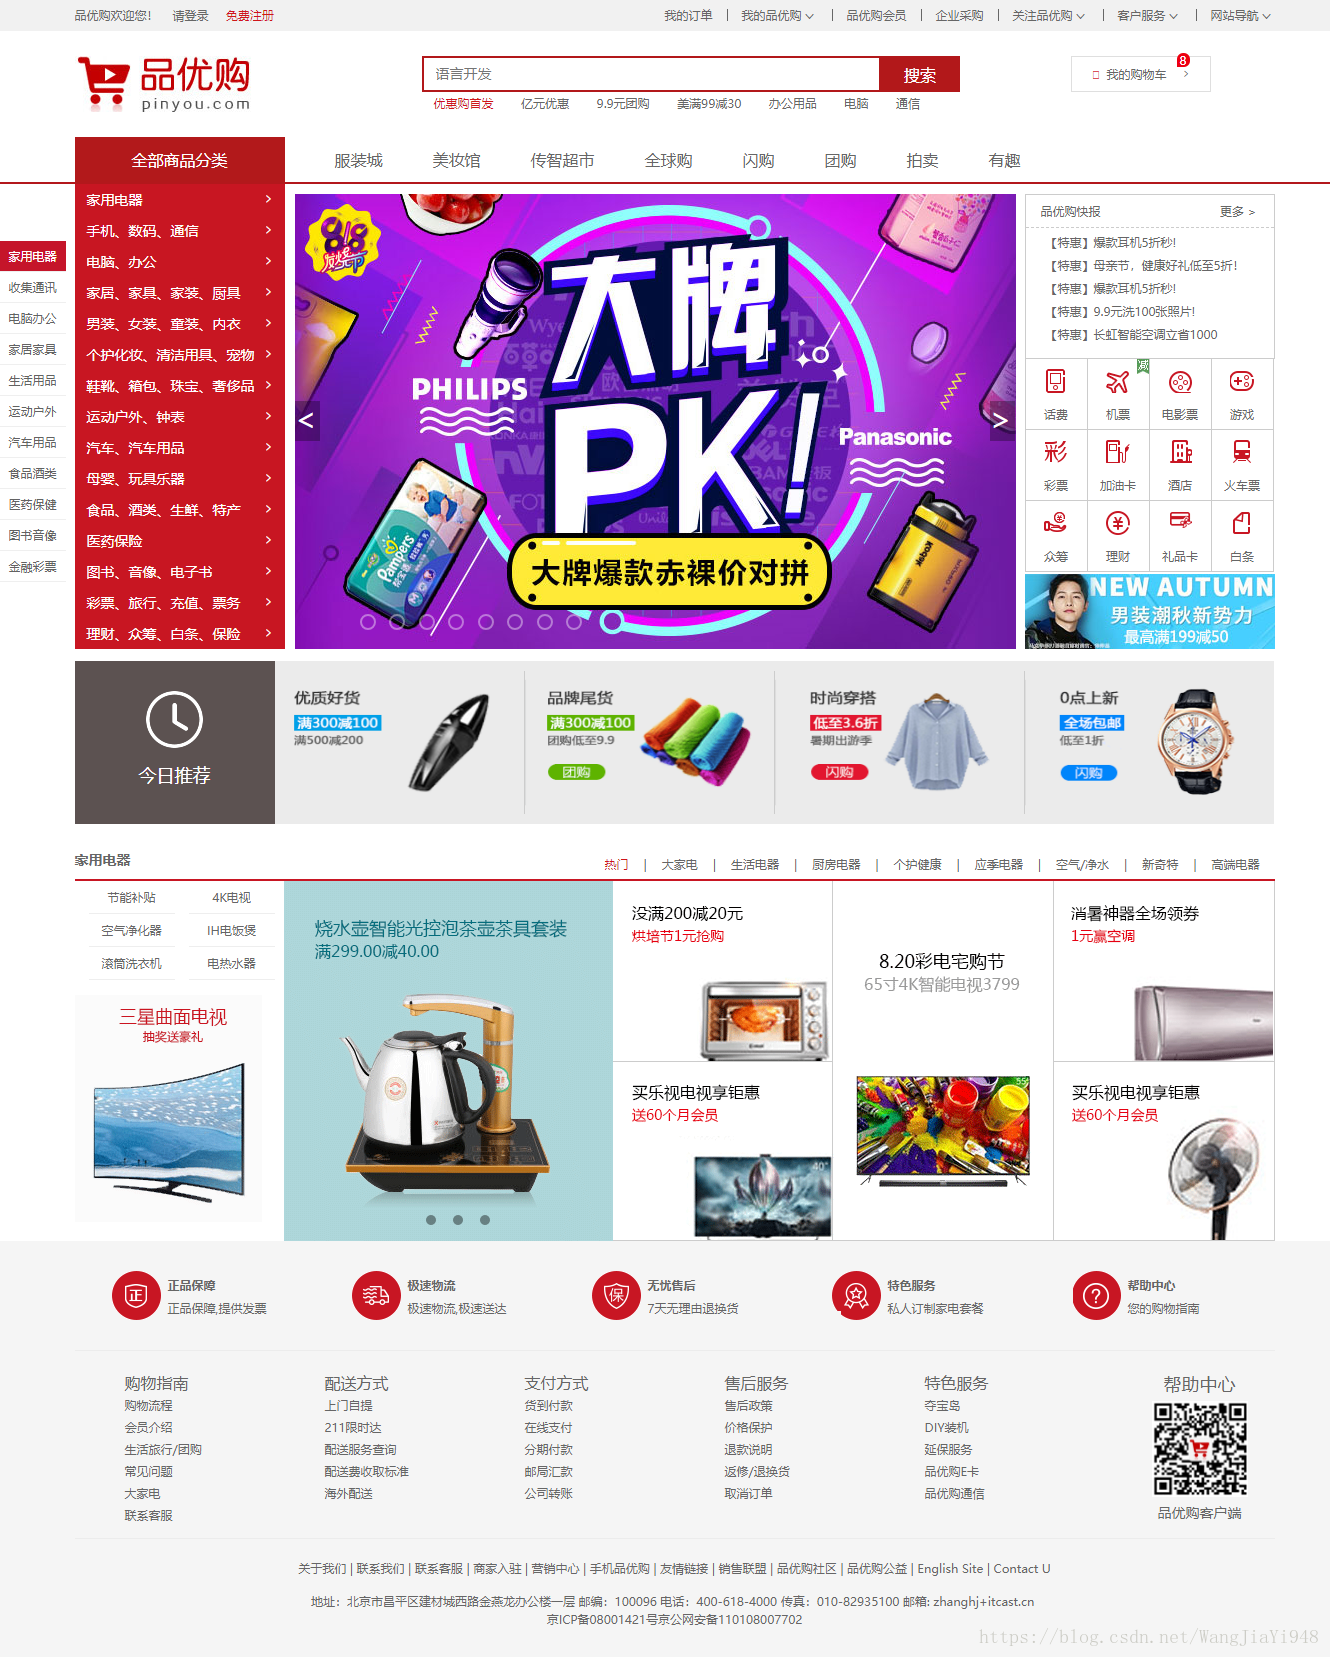 品优购欢迎您! 请登录 免费注册
我的订单 我的品优购 品优购会员 企业采购 关注品优购 客户服务 网站导航
品优购
pinyou.com
语言开发 搜索
优惠购首发 亿元优惠 9.9元团购 美满99减30 办公用品 电脑 通信
我的购物车 8
全部商品分类 服装城 美妆馆 传智超市 全球购 闪购 团购 拍卖 有趣
家用电器
手机、数码、通信
电脑、办公
家居、家具、家装、厨具
男装、女装、童装、内衣
个护化妆、清洁用具、宠物
鞋靴、箱包、珠宝、奢侈品
运动户外、钟表
汽车、汽车用品
母婴、玩具乐器
食品、酒类、生鲜、特产
医药保险
图书、音像、电子书
彩票、旅行、充值、票务
理财、众筹、白条、保险
家用电器
收集通讯
电脑办公
家居家具
生活用品
运动户外
汽车用品
食品酒类
医药保健
图书音像
金融彩票
大牌
PK!
PHILIPS
Panasonic
Pampers
Kodak
大牌爆款赤裸价对拼
< >
品优购快报 更多 >
【特惠】爆款耳机5折秒!
【特惠】母亲节，健康好礼低至5折!
【特惠】爆款耳机5折秒!
【特惠】9.9元洗100张照片!
【特惠】长虹智能空调立省1000
减
话费 机票 电影票 游戏
彩
彩票 加油卡 酒店 火车票
众筹 理财 礼品卡 白条
NEW AUTUMN
男装潮秋新势力
最高满199减50
今日推荐
优质好货
满300减100
满500减200
品牌尾货
满300减100
团购低至9.9
团购
时尚穿搭
低至3.6折
暑期出游季
闪购
0点上新
全场包邮
低至1折
闪购
家用电器
热门 | 大家电 | 生活电器 | 厨房电器 | 个护健康 | 应季电器 | 空气/净水 | 新奇特 | 高端电器
节能补贴 4K电视
空气净化器 IH电饭煲
滚筒洗衣机 电热水器
三星曲面电视
抽奖送豪礼
烧水壶智能光控泡茶壶茶具套装
满299.00减40.00
没满200减20元
烘培节1元抢购
买乐视电视享钜惠
送60个月会员
40"
8.20彩电宅购节
65寸4K智能电视3799
55"
消暑神器全场领券
1元赢空调
买乐视电视享钜惠
送60个月会员
正
正品保障
正品保障,提供发票
极速物流
极速物流,极速送达
保
无忧售后
7天无理由退换货
特色服务
私人订制家电套餐
帮助中心
您的购物指南
购物指南
购物流程
会员介绍
生活旅行/团购
常见问题
大家电
联系客服
配送方式
上门自提
211限时达
配送服务查询
配送费收取标准
海外配送
支付方式
货到付款
在线支付
分期付款
邮局汇款
公司转账
售后服务
售后政策
价格保护
退款说明
返修/退换货
取消订单
特色服务
夺宝岛
DIY装机
延保服务
品优购E卡
品优购通信
帮助中心
品优购客户端
关于我们 | 联系我们 | 联系客服 | 商家入驻 | 营销中心 | 手机品优购 | 友情链接 | 销售联盟 | 品优购社区 | 品优购公益 | English Site | Contact U
地址：北京市昌平区建材城西路金燕龙办公楼一层 邮编：100096 电话：400-618-4000 传真：010-82935100 邮箱: zhanghj+itcast.cn
京ICP备08001421号京公网安备110108007702
https://blog.csdn.net/WangJiaYi948